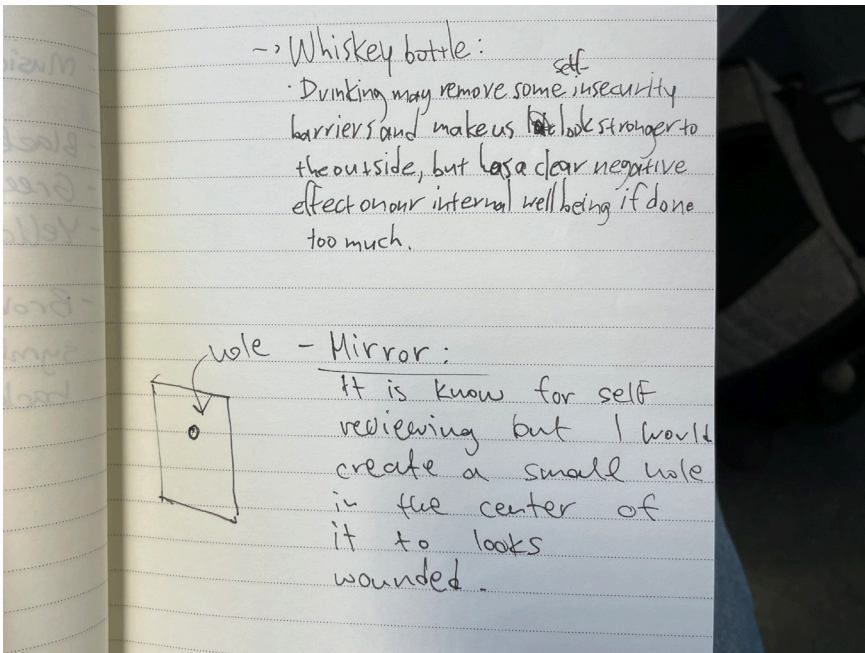 -> Whiskey bottle:
· Drinking may remove some self-insecurity
barriers and make us look stronger to
the outside, but has a clear negative
effect on our internal well being if done
too much.
hole - Mirror:
It is know for self
reviewing but I would
create a small hole
in the center of
it to looks
wounded.